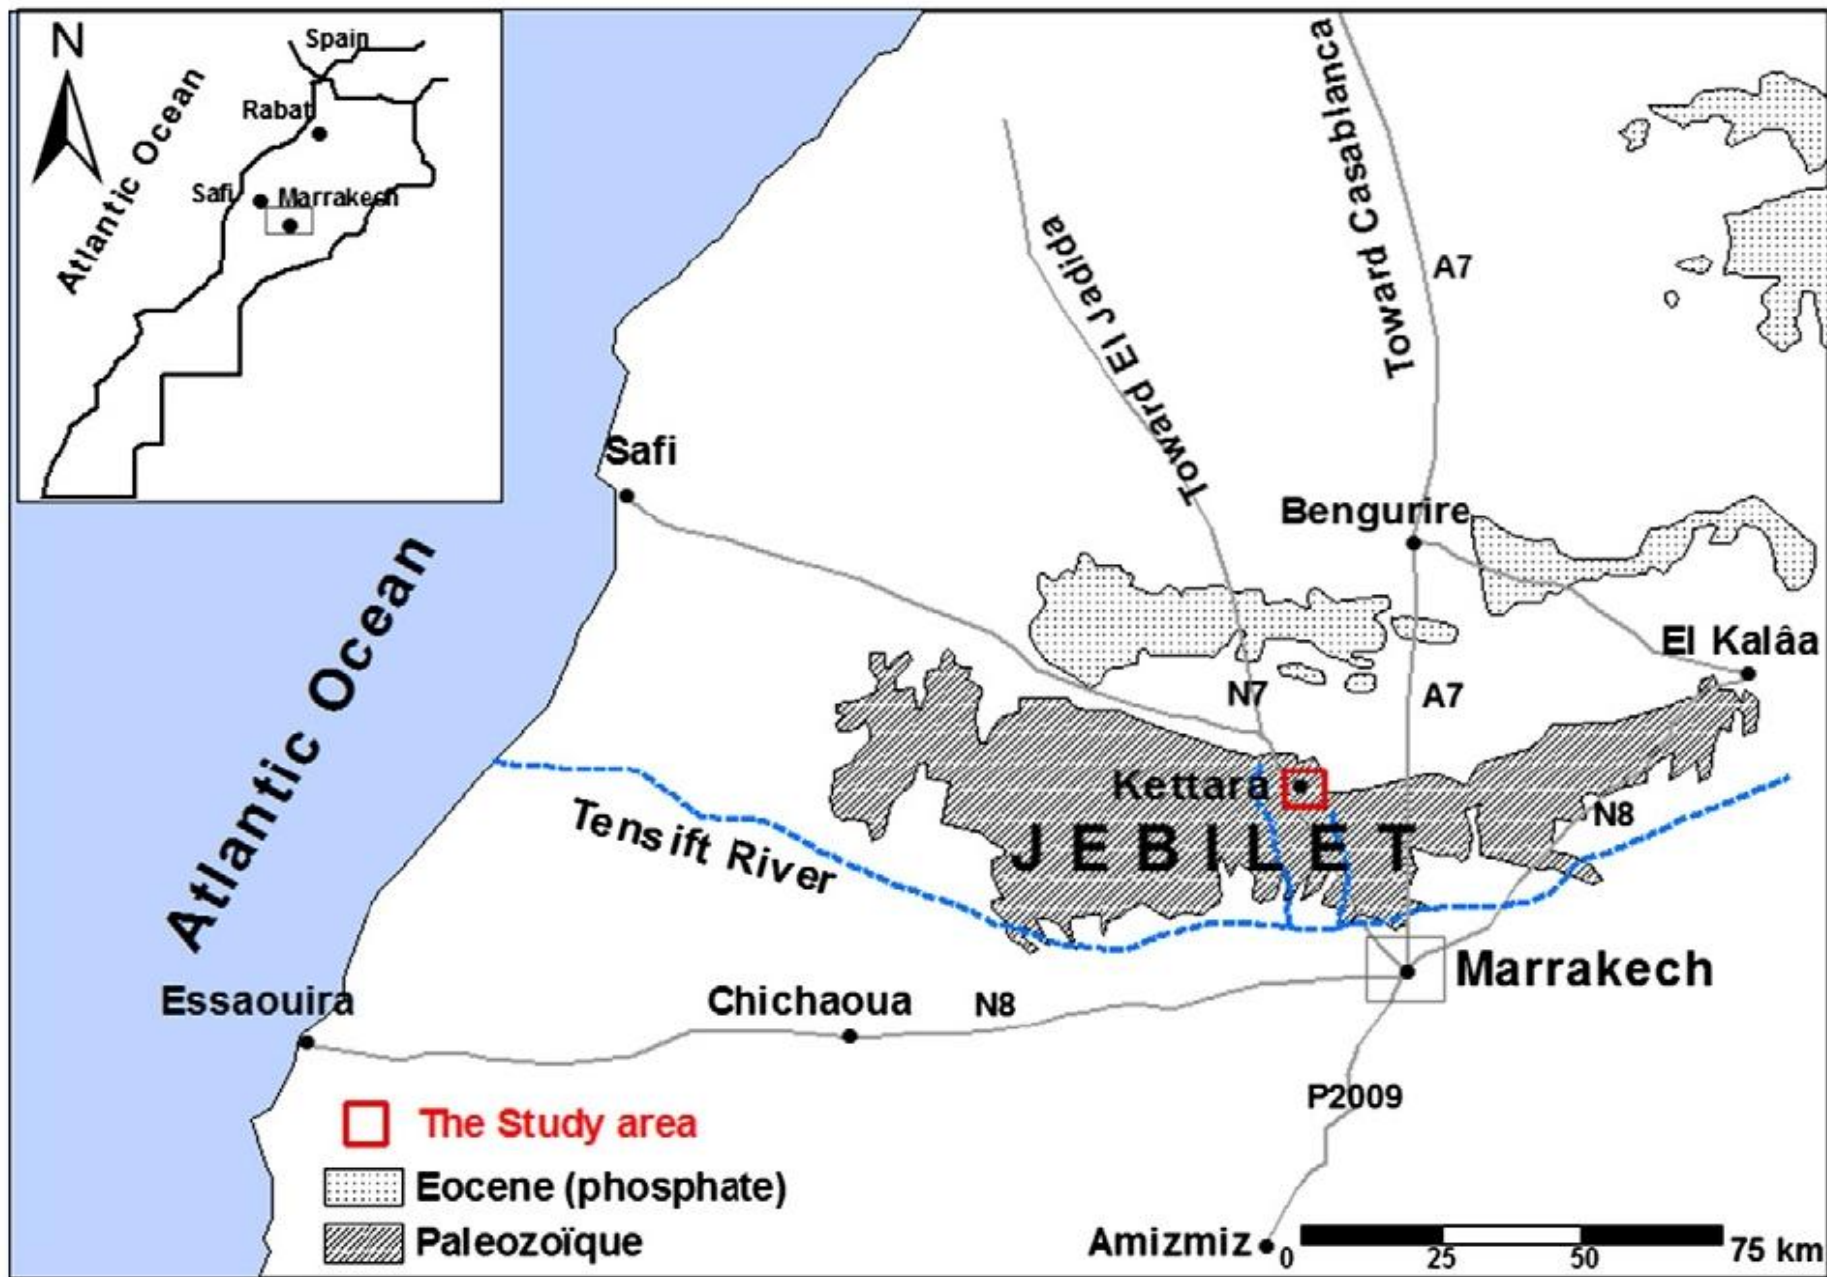 N
Spain
Rabat
Atlantic Ocean
Safi
Marrakech
Toward Casablanca
Toward El Jadida
A7
Safi
Bengurire
El Kalâa
Atlantic Ocean
N7
A7
Kettara
JEBILET
N8
Tensift River
Marrakech
Essaouira
Chichaoua
N8
P2009
The Study area
Eocene (phosphate)
Paleozoïque
Amizmiz
0 25 50 75 km